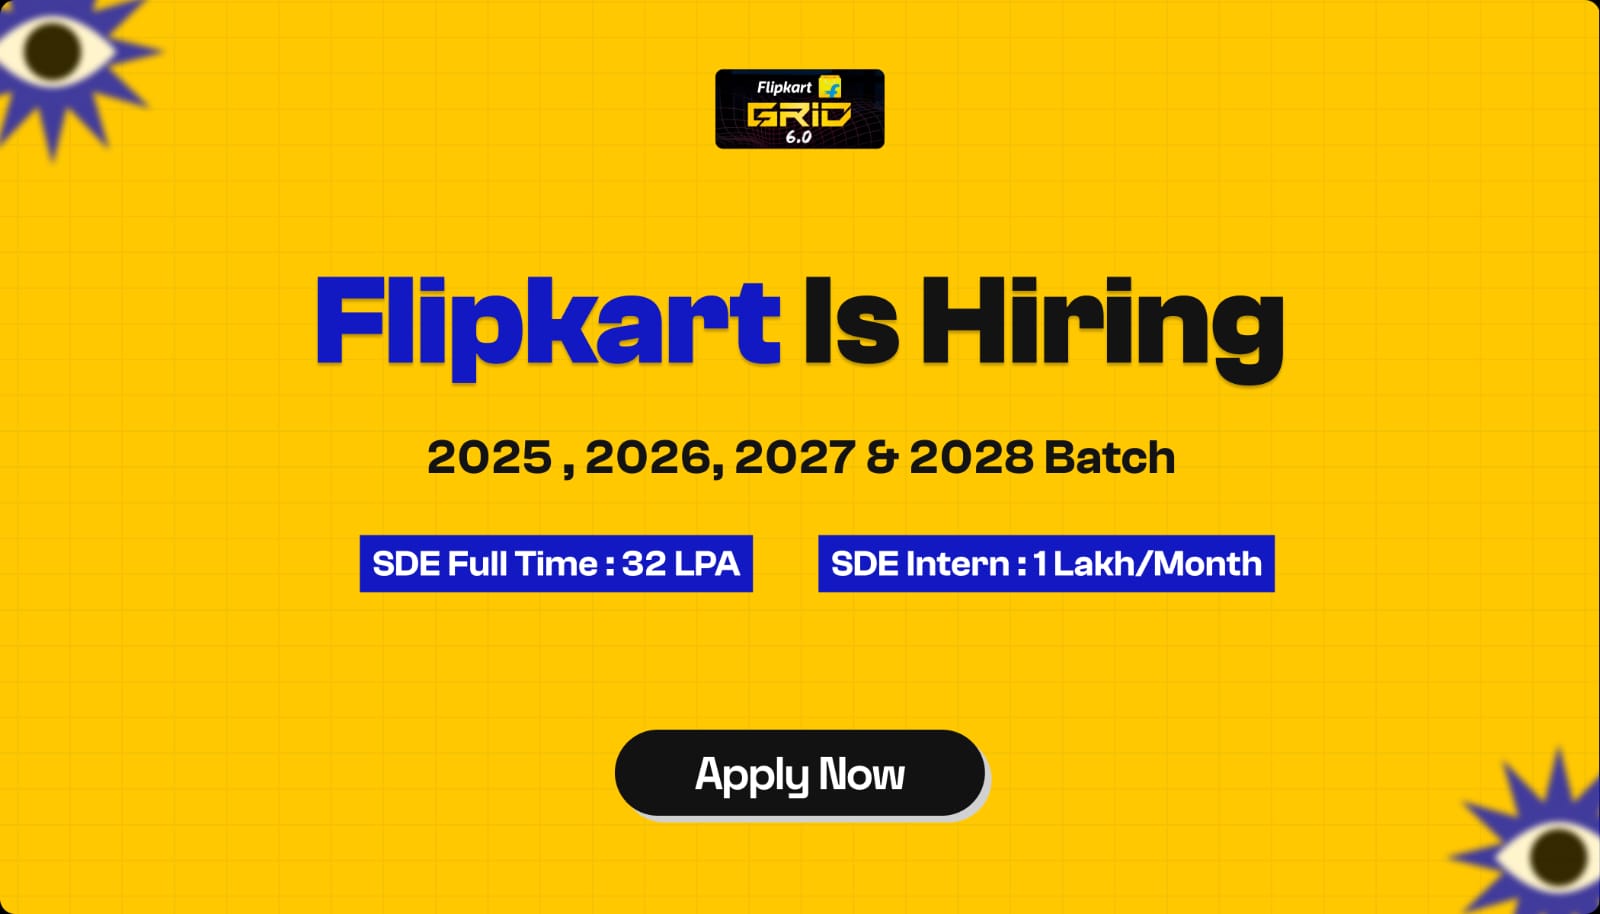 Flipkart
GRiD
6.0
Flipkart Is Hiring
2025 , 2026, 2027 & 2028 Batch
SDE Full Time : 32 LPA
SDE Intern : 1 Lakh/Month
Apply Now